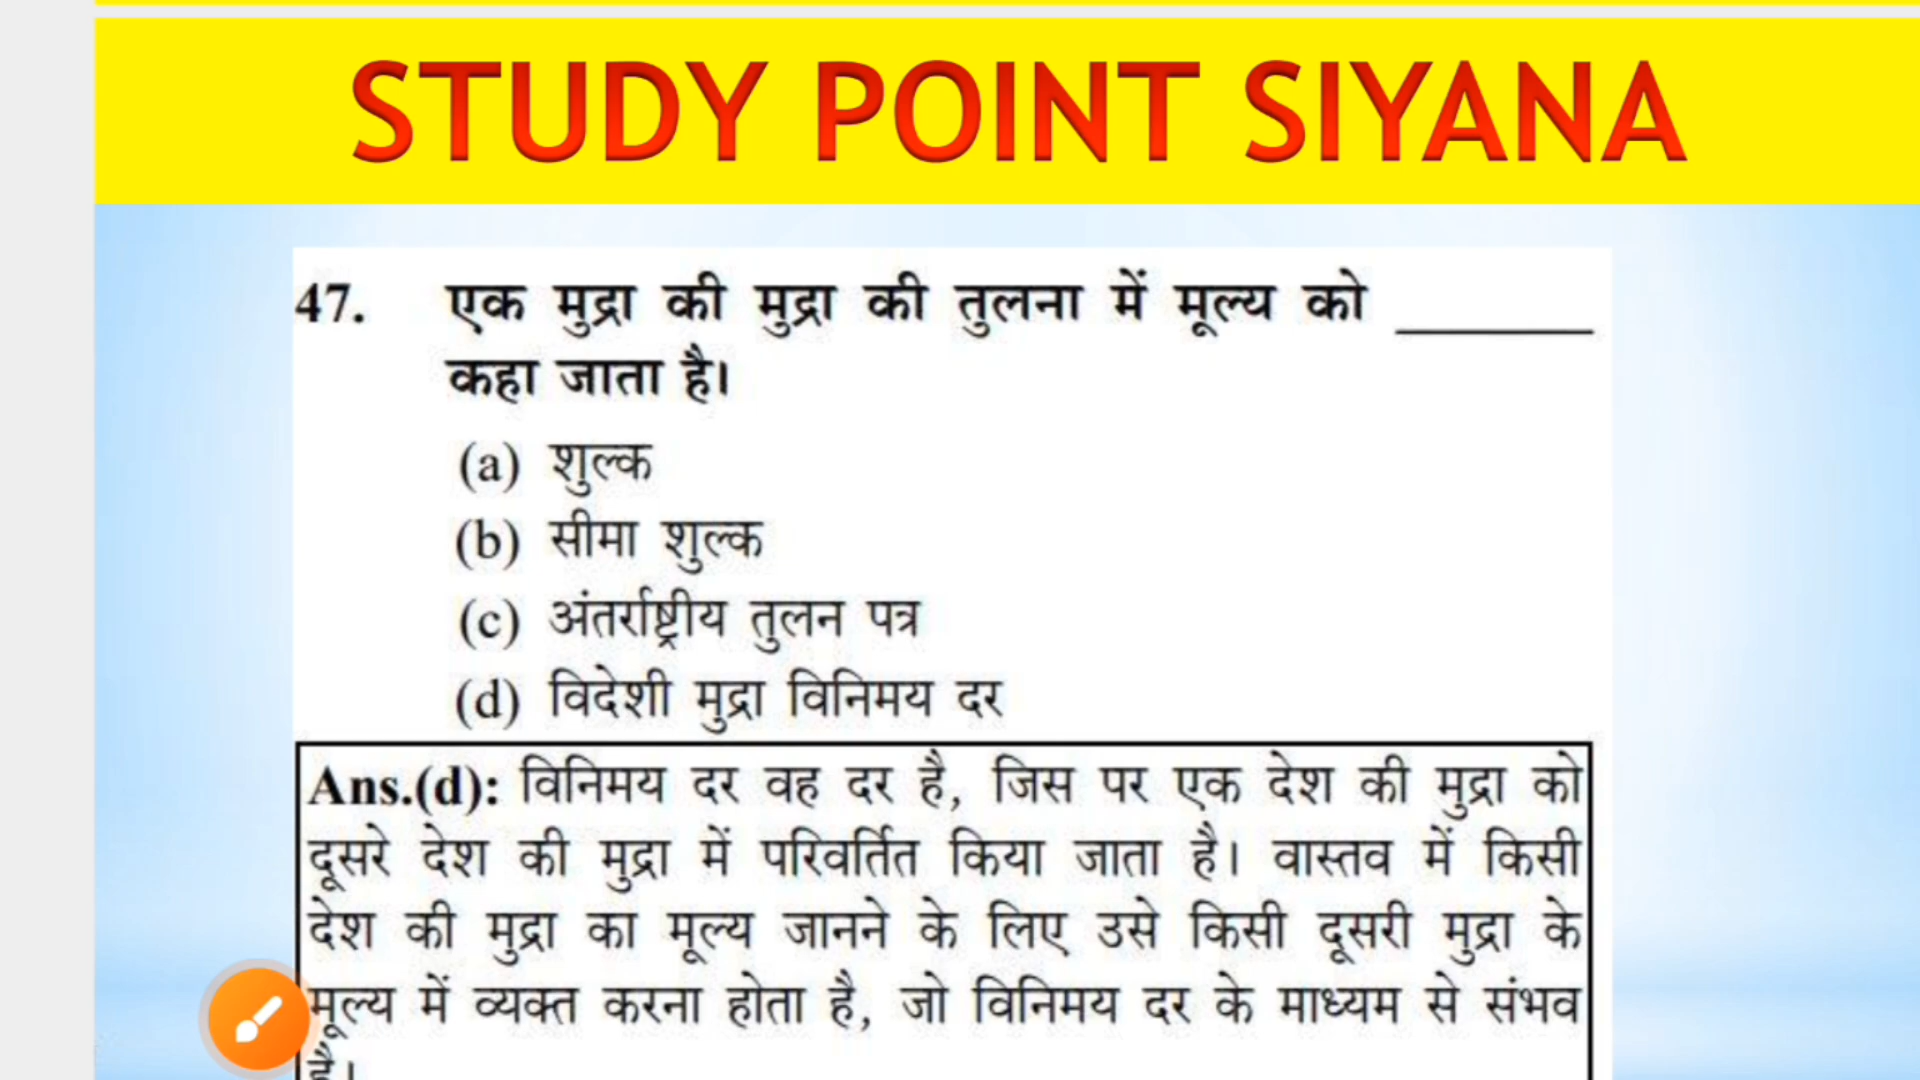 STUDY POINT SIYANA
47. एक मुद्रा की मुद्रा की तुलना में मूल्य को ________
कहा जाता है।
(a) शुल्क
(b) सीमा शुल्क
(c) अंतर्राष्ट्रीय तुलन पत्र
(d) विदेशी मुद्रा विनिमय दर
Ans.(d): विनिमय दर वह दर है, जिस पर एक देश की मुद्रा को
दूसरे देश की मुद्रा में परिवर्तित किया जाता है। वास्तव में किसी
देश की मुद्रा का मूल्य जानने के लिए उसे किसी दूसरी मुद्रा के
मूल्य में व्यक्त करना होता है, जो विनिमय दर के माध्यम से संभव
है।